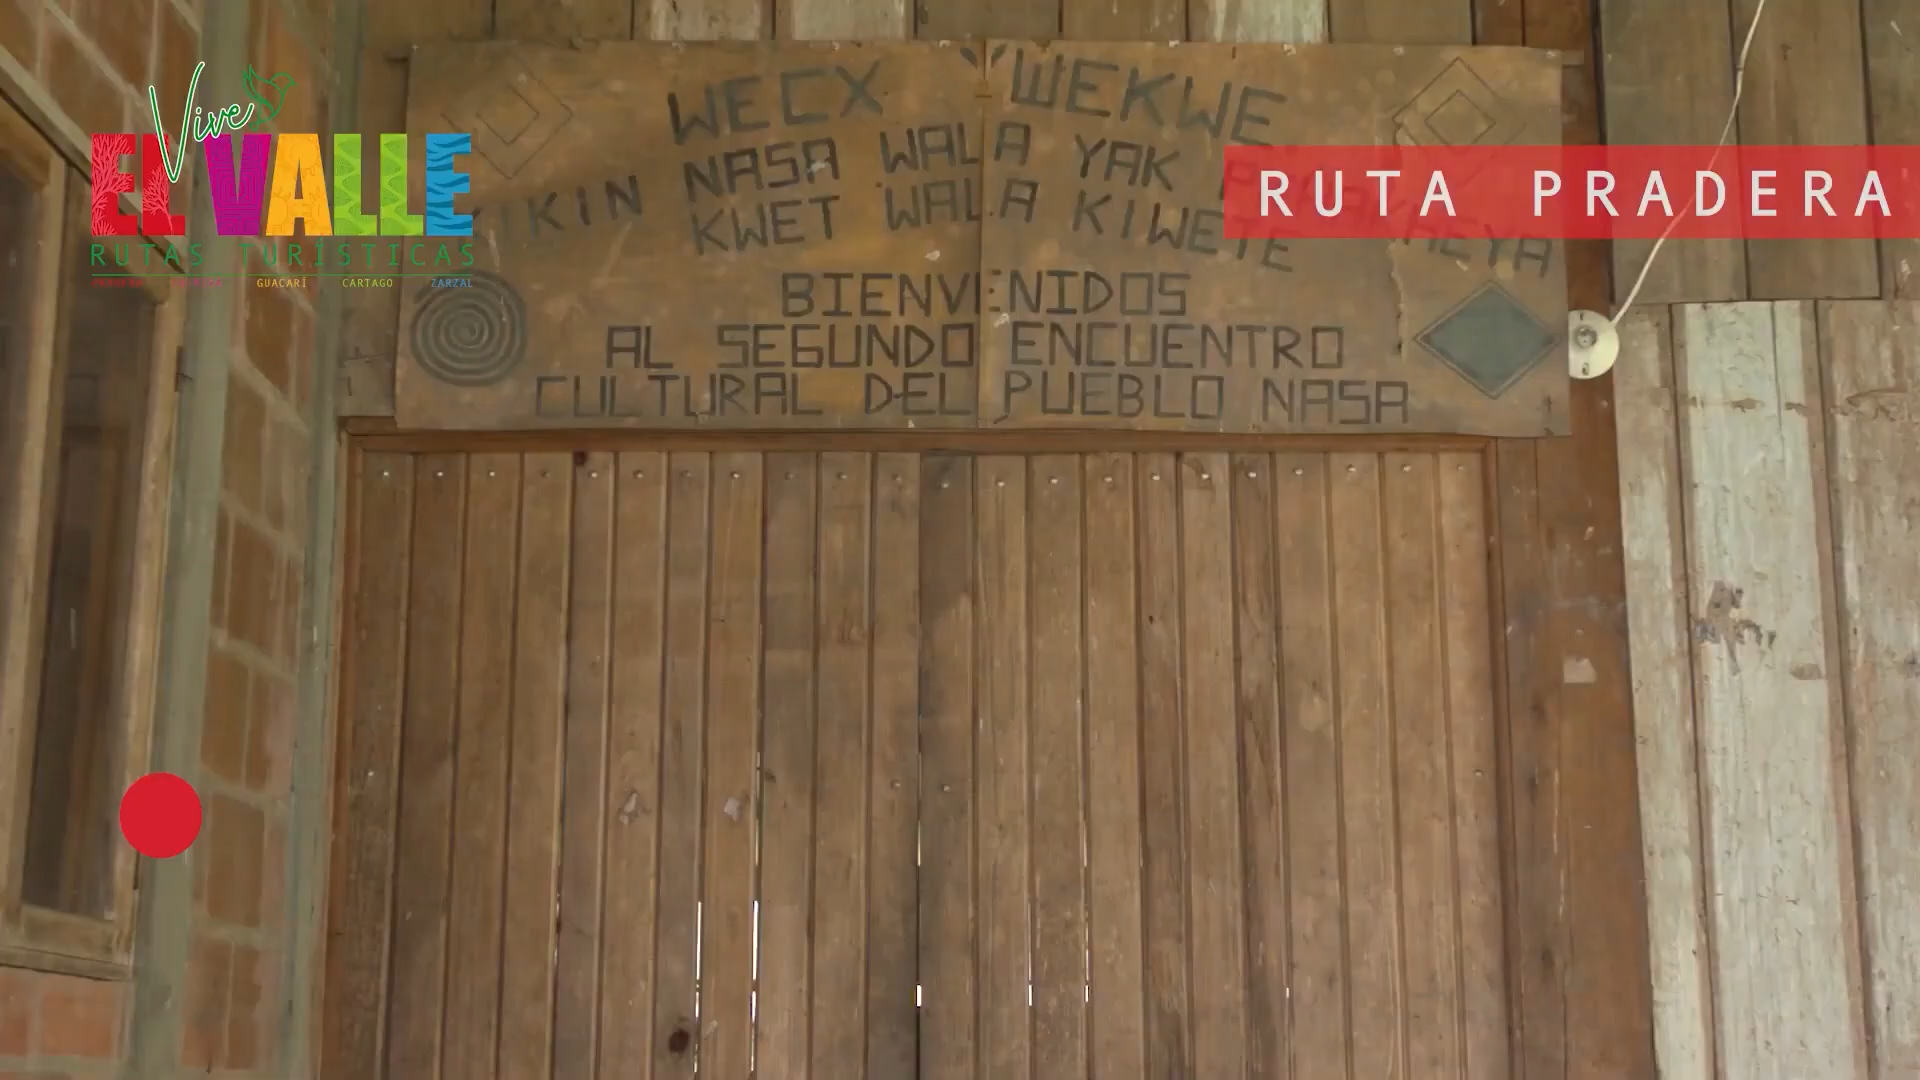 Vive
EL VALLE
RUTAS TURÍSTICAS
GUACARÍ CARTAGO ZARZAL
RUTA PRADERA
WECX WEKWE
NASA WALA YAK
KWET WALA KIWETE
BIENVENIDOS
AL SEGUNDO ENCUENTRO
CULTURAL DEL PUEBLO NASA